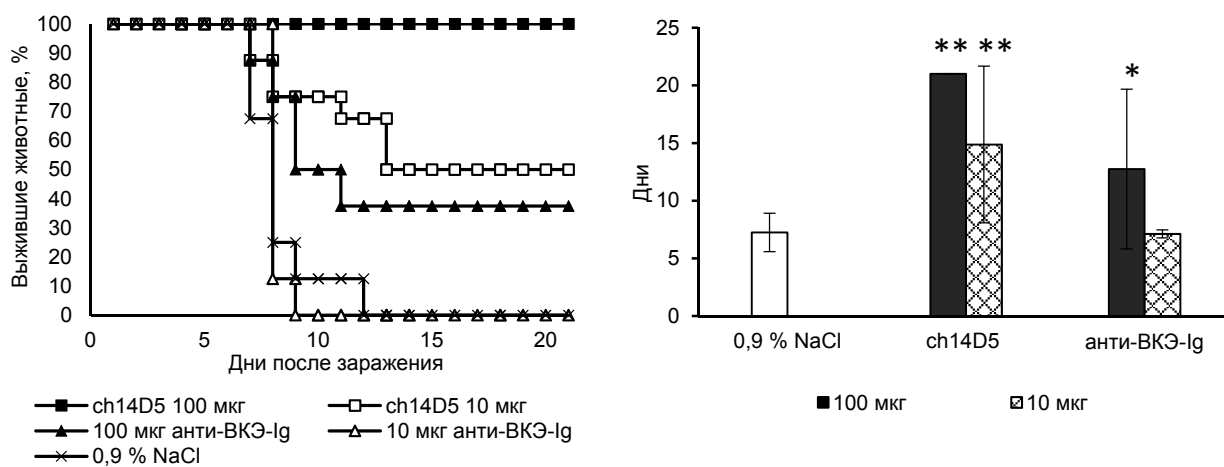 Выжившие животные, %
100
90
80
70
60
50
40
30
20
10
0
0 5 10 15 20
Дни после заражения
ch14D5 100 мкг ch14D5 10 мкг
100 мкг анти-ВКЭ-Ig 10 мкг анти-ВКЭ-Ig
0,9 % NaCl
Дни
25
20
15
10
5
0
** **
*
0,9 % NaCl ch14D5 анти-ВКЭ-Ig
100 мкг 10 мкг